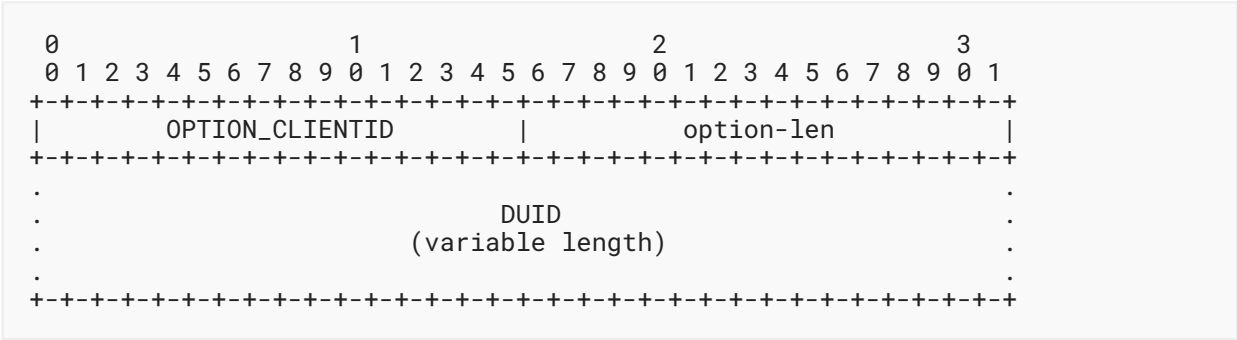 0                   1                   2                   3
 0 1 2 3 4 5 6 7 8 9 0 1 2 3 4 5 6 7 8 9 0 1 2 3 4 5 6 7 8 9 0 1
+-+-+-+-+-+-+-+-+-+-+-+-+-+-+-+-+-+-+-+-+-+-+-+-+-+-+-+-+-+-+-+-+
|        OPTION_CLIENTID        |          option-len           |
+-+-+-+-+-+-+-+-+-+-+-+-+-+-+-+-+-+-+-+-+-+-+-+-+-+-+-+-+-+-+-+-+
.                                                               .
.                              DUID                             .
.                        (variable length)                      .
.                                                               .
+-+-+-+-+-+-+-+-+-+-+-+-+-+-+-+-+-+-+-+-+-+-+-+-+-+-+-+-+-+-+-+-+